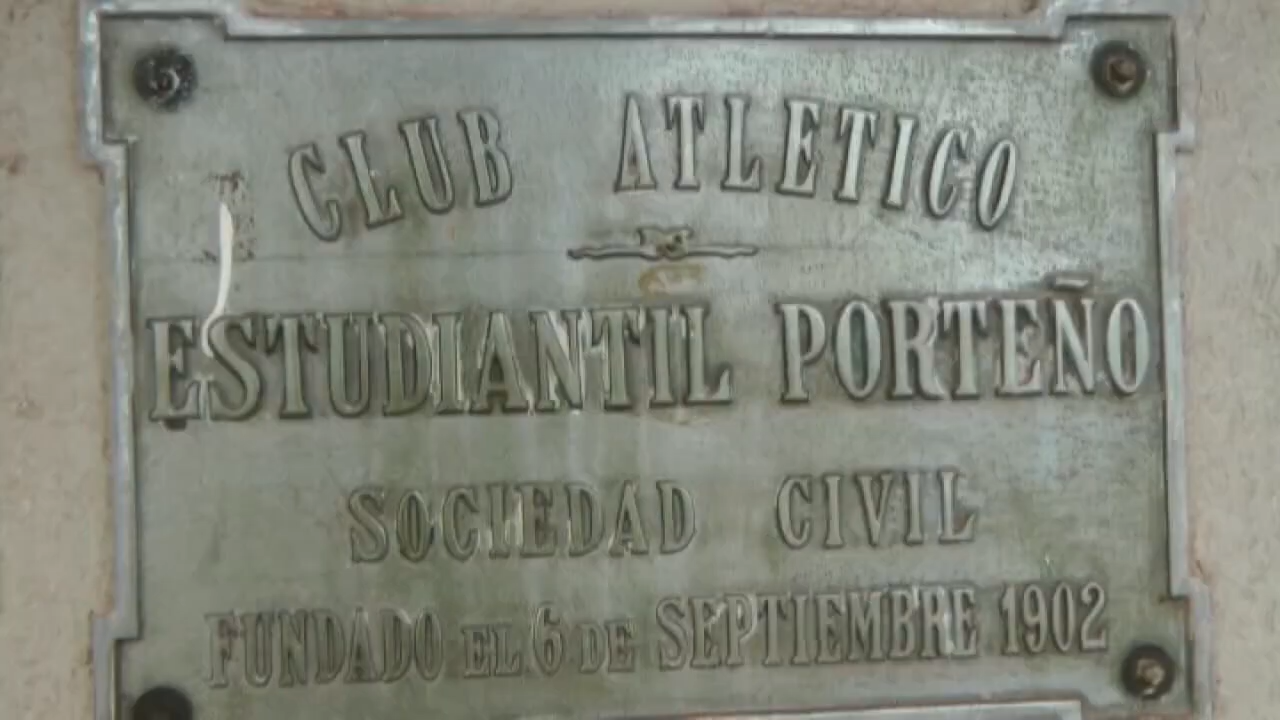 CLUB ATLETICO
ESTUDIANTIL PORTEÑO
SOCIEDAD CIVIL
FUNDADO EL 6 DE SEPTIEMBRE 1902